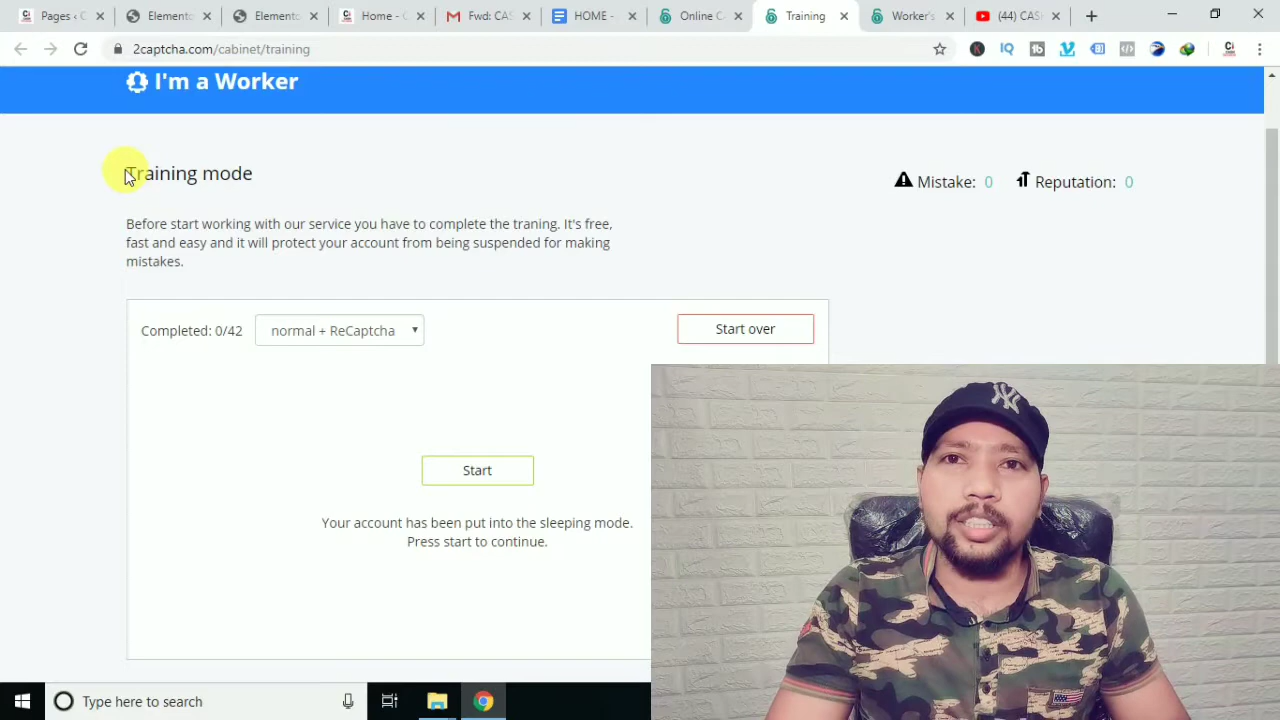 Pages ‹ C
Elemento
Elemento
Home - C
Fwd: CAS
HOME -
Online C
Training
Worker's
(44) CAS
2captcha.com/cabinet/training
I'm a Worker
Training mode
Mistake: 0
Reputation: 0
Before start working with our service you have to complete the traning. It's free,
fast and easy and it will protect your account from being suspended for making
mistakes.
Completed: 0/42
normal + ReCaptcha
Start over
Start
Your account has been put into the sleeping mode.
Press start to continue.
Type here to search